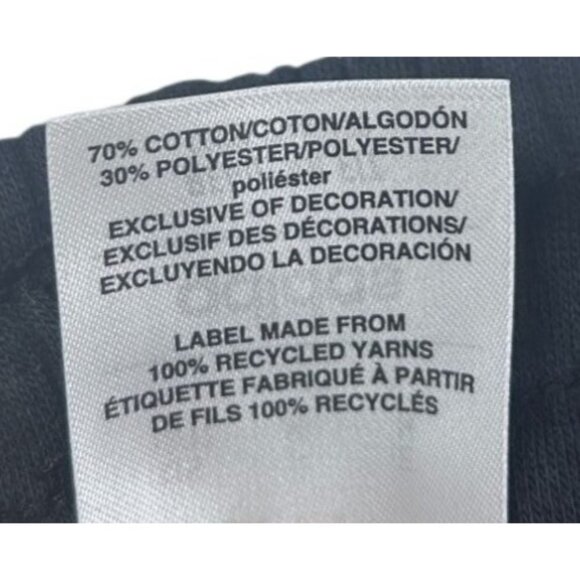 70% COTTON/COTON/ALGODÓN
30% POLYESTER/POLYESTER/
poliéster
EXCLUSIVE OF DECORATION/
EXCLUSIF DES DÉCORATIONS/
EXCLUYENDO LA DECORACIÓN
LABEL MADE FROM
100% RECYCLED YARNS
ÉTIQUETTE FABRIQUÉ À PARTIR
DE FILS 100% RECYCLÉS